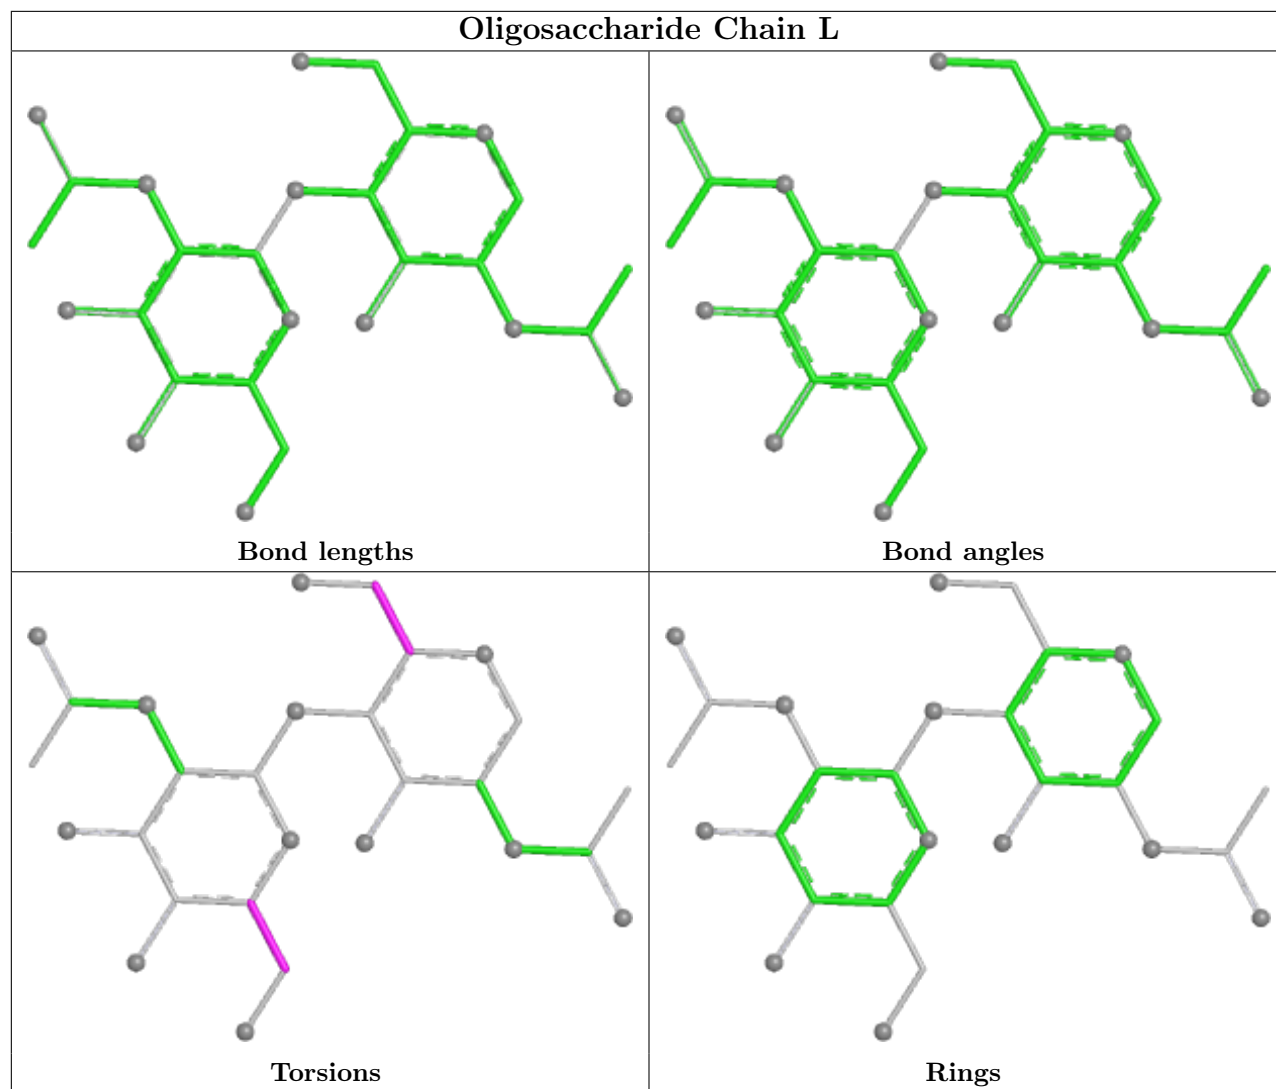 Oligosaccharide Chain L
Bond lengths
Bond angles
Torsions
Rings